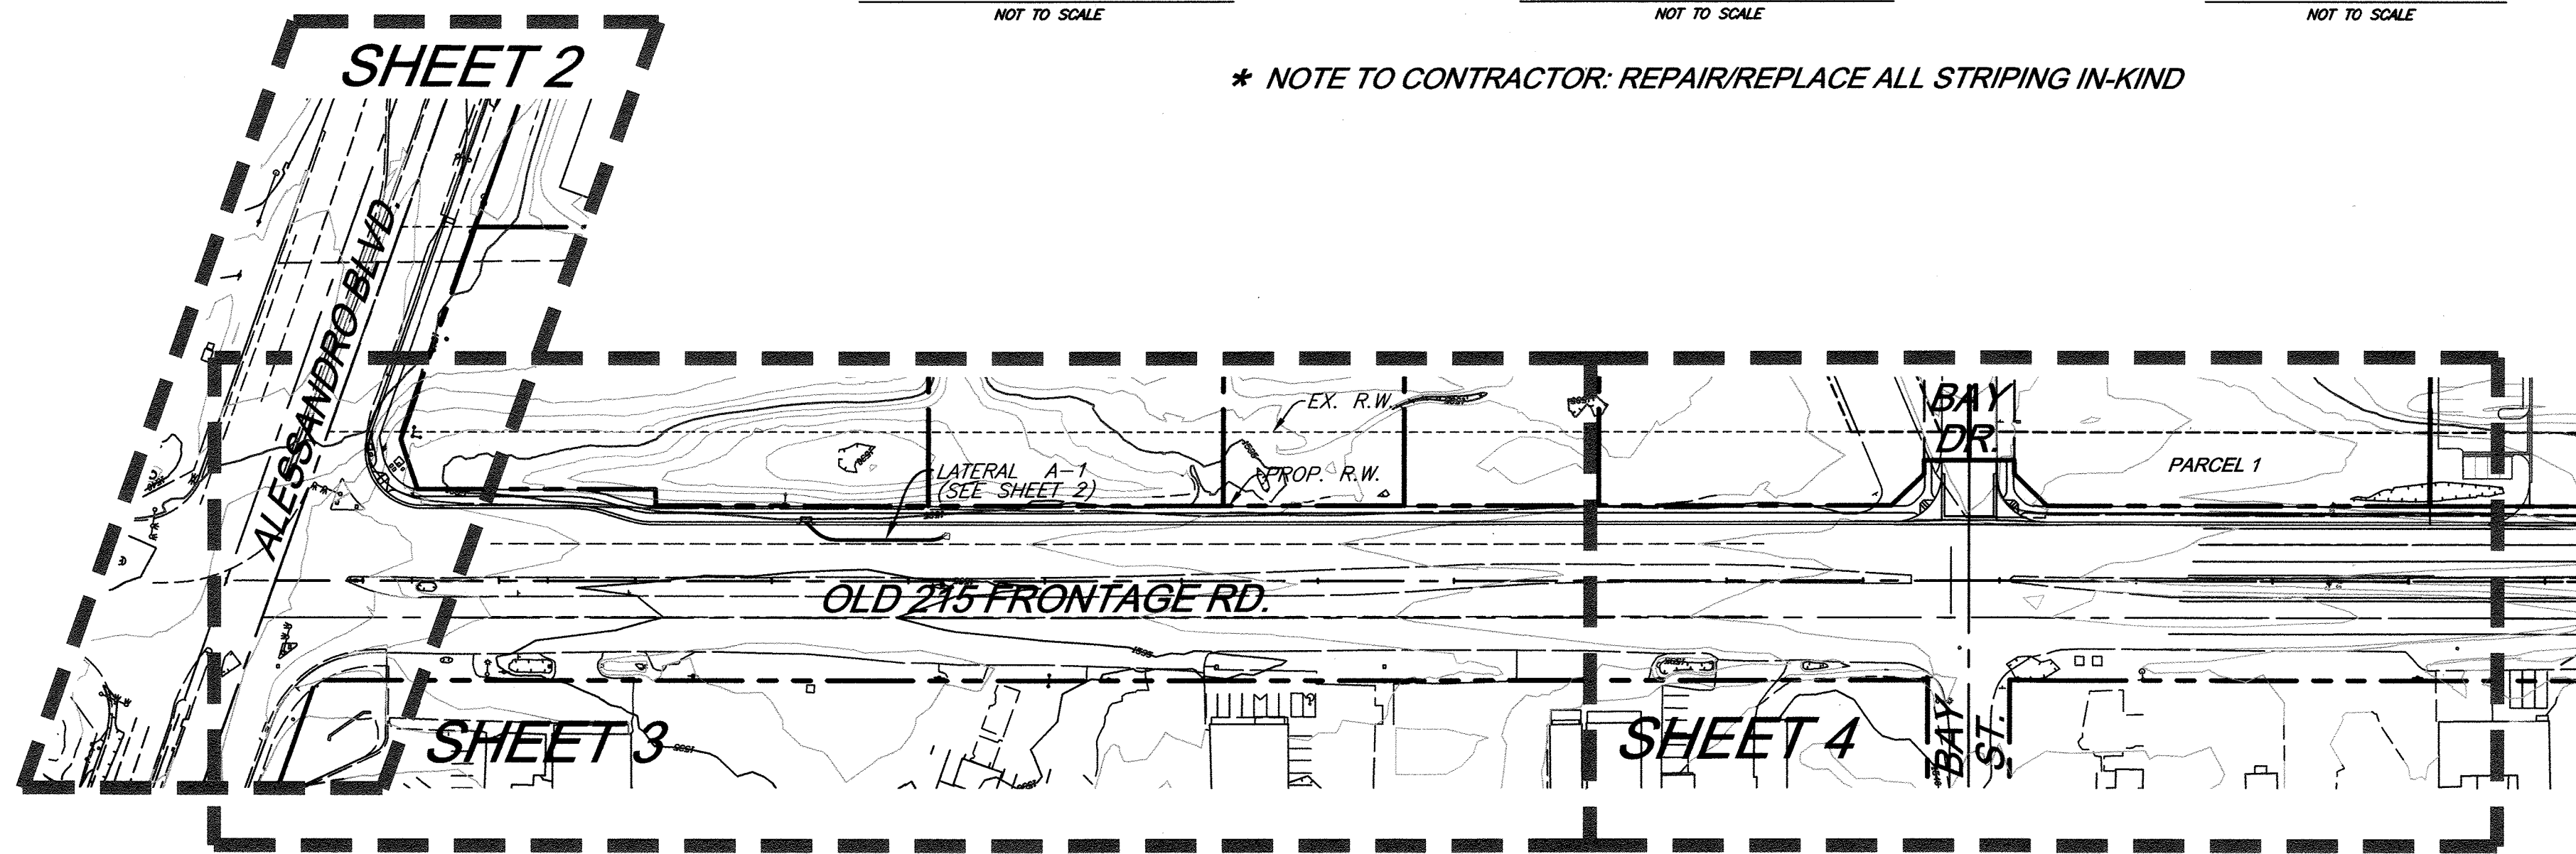 NOT TO SCALE
NOT TO SCALE
NOT TO SCALE
SHEET 2
* NOTE TO CONTRACTOR: REPAIR/REPLACE ALL STRIPING IN-KIND
ALESSANDRO BLVD.
EX. R.W.
BAY
DR.
LATERAL A-1
(SEE SHEET 2)
PROP. R.W.
PARCEL 1
OLD 215 FRONTAGE RD.
1535
SHEET 3
SHEET 4
BAY
ST.
1535